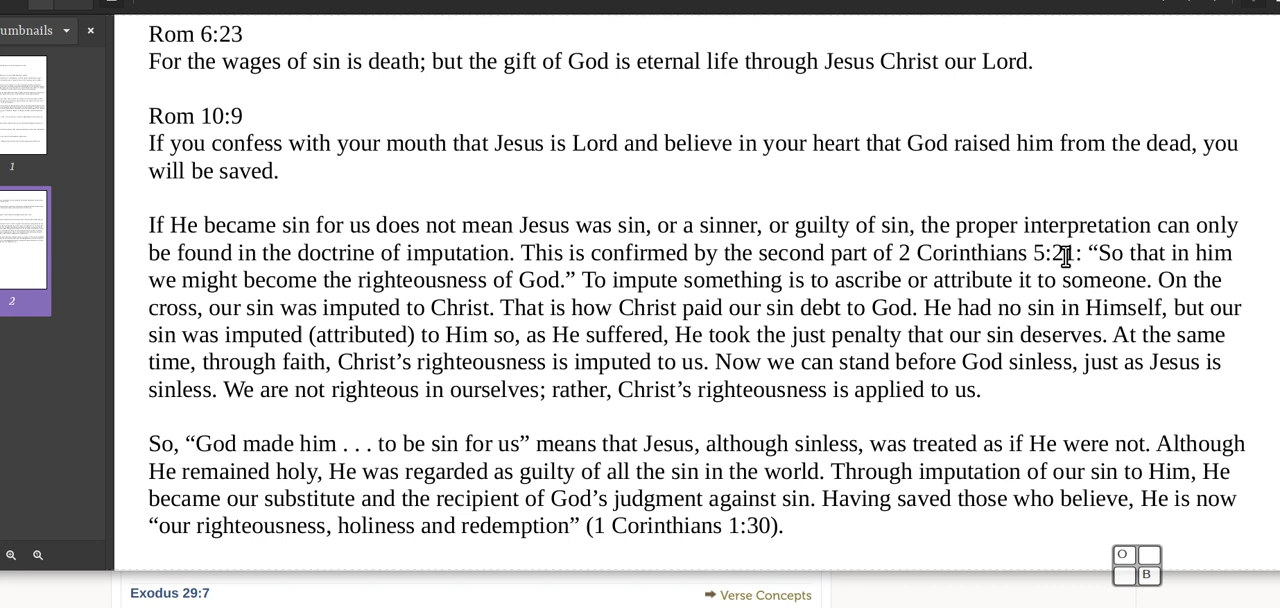 umbnails
Rom 6:23
For the wages of sin is death; but the gift of God is eternal life through Jesus Christ our Lord.
Rom 10:9
If you confess with your mouth that Jesus is Lord and believe in your heart that God raised him from the dead, you
will be saved.
If He became sin for us does not mean Jesus was sin, or a sinner, or guilty of sin, the proper interpretation can only
be found in the doctrine of imputation. This is confirmed by the second part of 2 Corinthians 5:21: “So that in him
we might become the righteousness of God.” To impute something is to ascribe or attribute it to someone. On the
cross, our sin was imputed to Christ. That is how Christ paid our sin debt to God. He had no sin in Himself, but our
sin was imputed (attributed) to Him so, as He suffered, He took the just penalty that our sin deserves. At the same
time, through faith, Christ’s righteousness is imputed to us. Now we can stand before God sinless, just as Jesus is
sinless. We are not righteous in ourselves; rather, Christ’s righteousness is applied to us.
So, “God made him . . . to be sin for us” means that Jesus, although sinless, was treated as if He were not. Although
He remained holy, He was regarded as guilty of all the sin in the world. Through imputation of our sin to Him, He
became our substitute and the recipient of God’s judgment against sin. Having saved those who believe, He is now
“our righteousness, holiness and redemption” (1 Corinthians 1:30).
1
2
O
B
Exodus 29:7
Verse Concepts